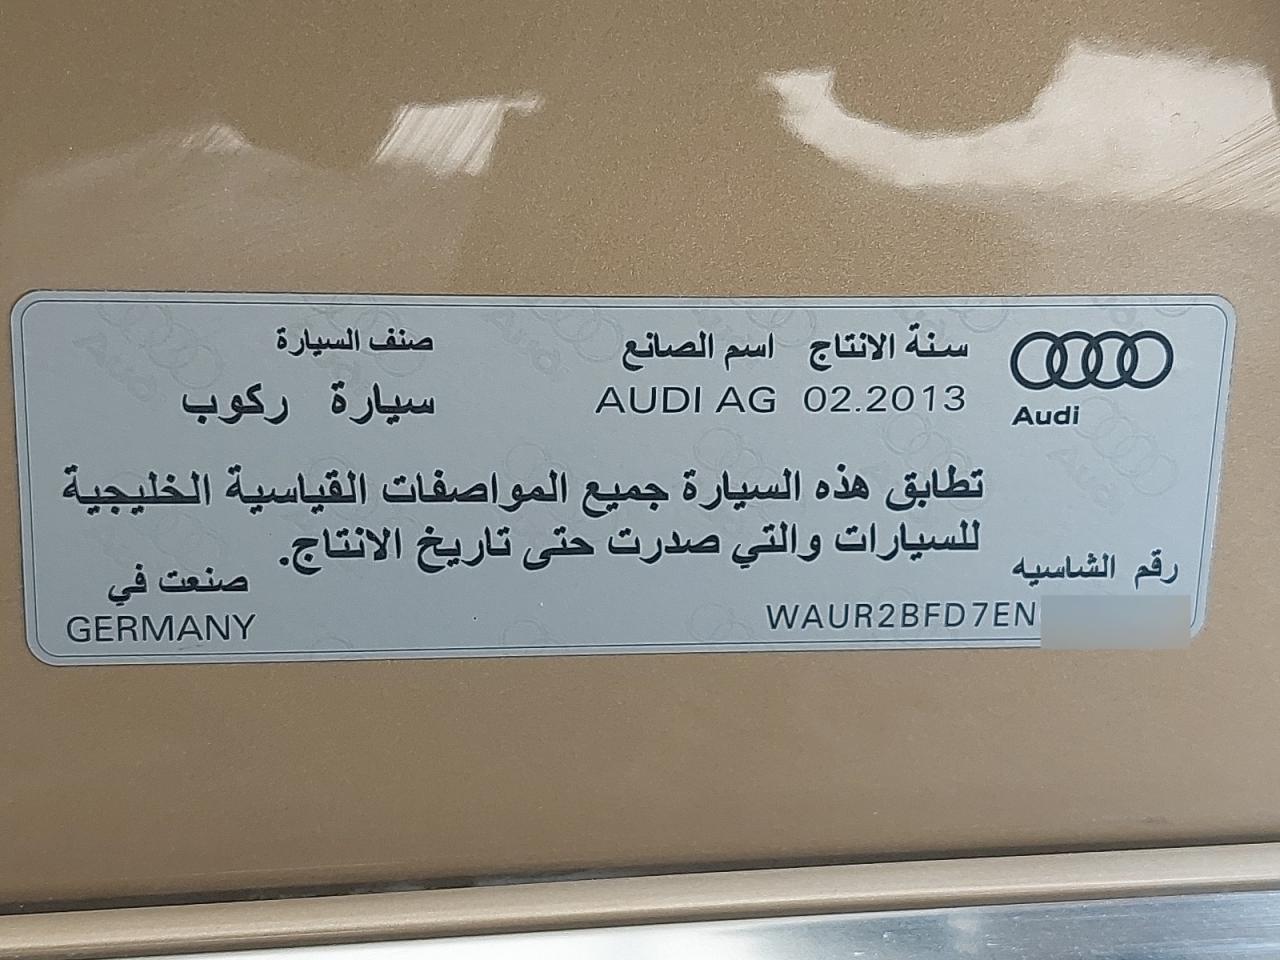 سنة الانتاج اسم الصانع صنف السيارة
02.2013 AUDI AG سيارة ركوب
Audi
تطابق هذه السيارة جميع المواصفات القياسية الخليجية
للسيارات والتي صدرت حتى تاريخ الانتاج.
رقم الشاسيه صنعت في
WAUR2BFD7EN GERMANY